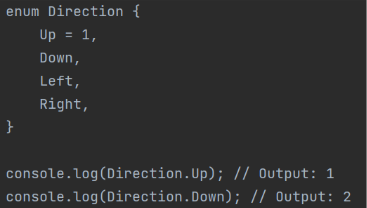 enum Direction {
    Up = 1,
    Down,
    Left,
    Right,
}

console.log(Direction.Up); // Output: 1
console.log(Direction.Down); // Output: 2